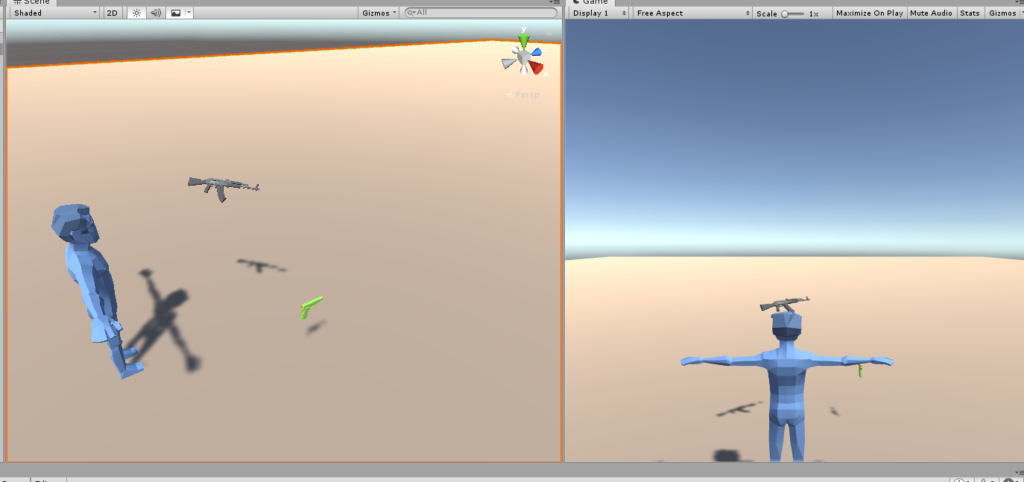 Scene
Game
Shaded 2D Gizmos All
Display 1 Free Aspect Scale 1x Maximize On Play Mute Audio Stats Gizmos
Persp